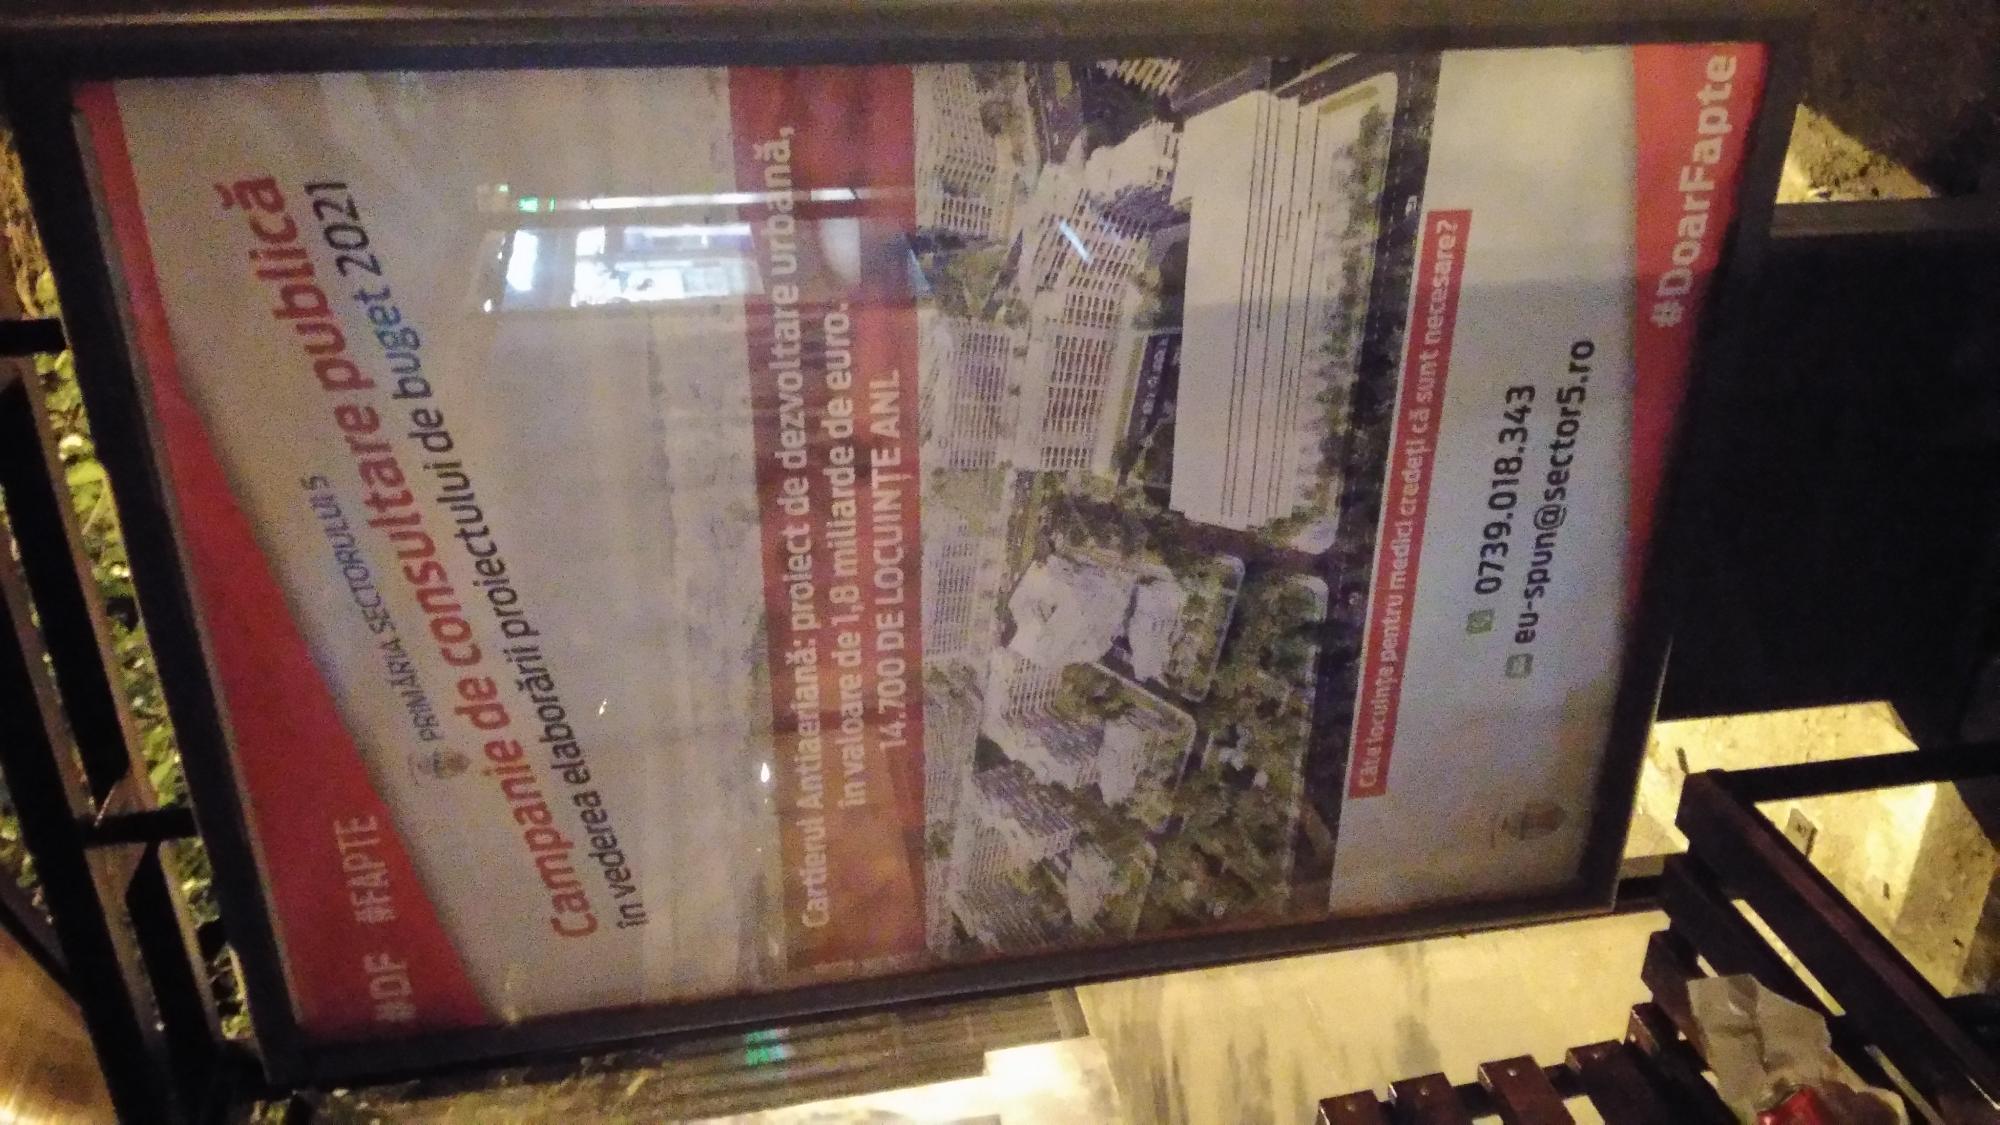 #DF #FAPTE
PRIMĂRIA SECTORULUI 5
Campanie de consultare publică
în vederea elaborării proiectului de buget 2021
Cartierul Antiaeriană: proiect de dezvoltare urbană,
în valoare de 1,8 miliarde de euro.
14.700 DE LOCUINȚE ANL
Câte locuințe pentru medici credeți că sunt necesare?
0739.018.343
eu-spun@sector5.ro
#DoarFapte